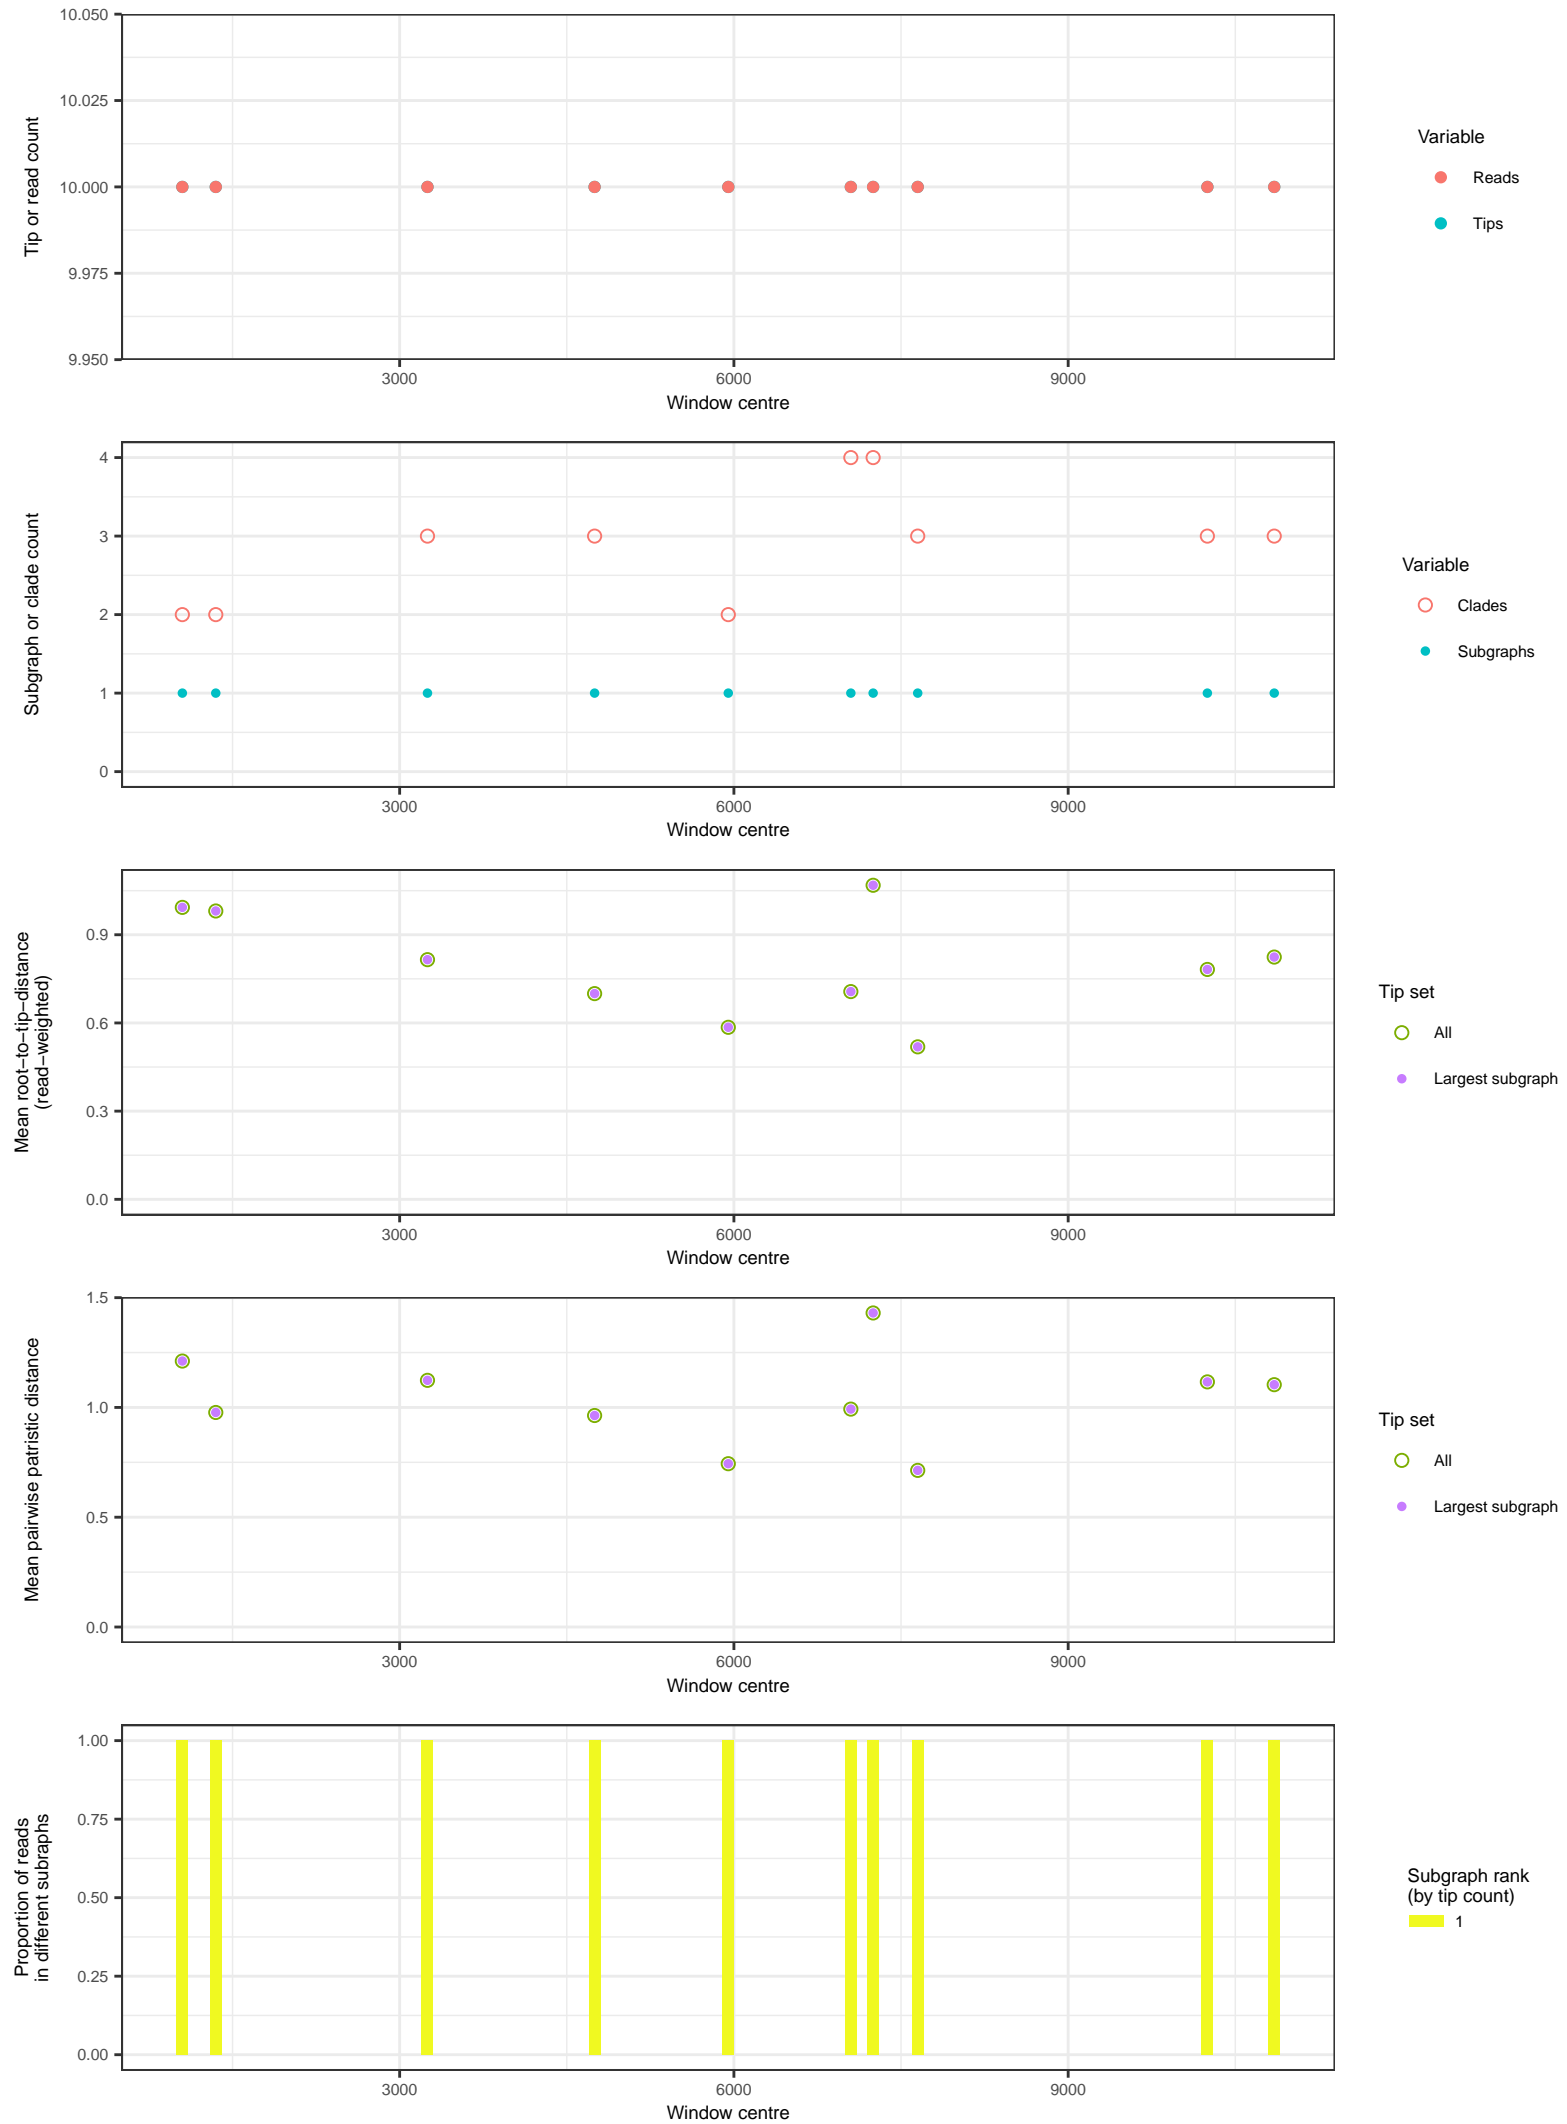 10.050
10.025
10.000
9.975
9.950
Tip or read count
3000 6000 9000
Window centre
Variable
Reads
Tips
4
3
2
1
0
Subgraph or clade count
3000 6000 9000
Window centre
Variable
Clades
Subgraphs
0.9
0.6
0.3
0.0
Mean root−to−tip−distance
(read−weighted)
3000 6000 9000
Window centre
Tip set
All
Largest subgraph
1.5
1.0
0.5
0.0
Mean pairwise patristic distance
3000 6000 9000
Window centre
Tip set
All
Largest subgraph
1.00
0.75
0.50
0.25
0.00
Proportion of reads
in different subraphs
3000 6000 9000
Window centre
Subgraph rank
(by tip count)
1